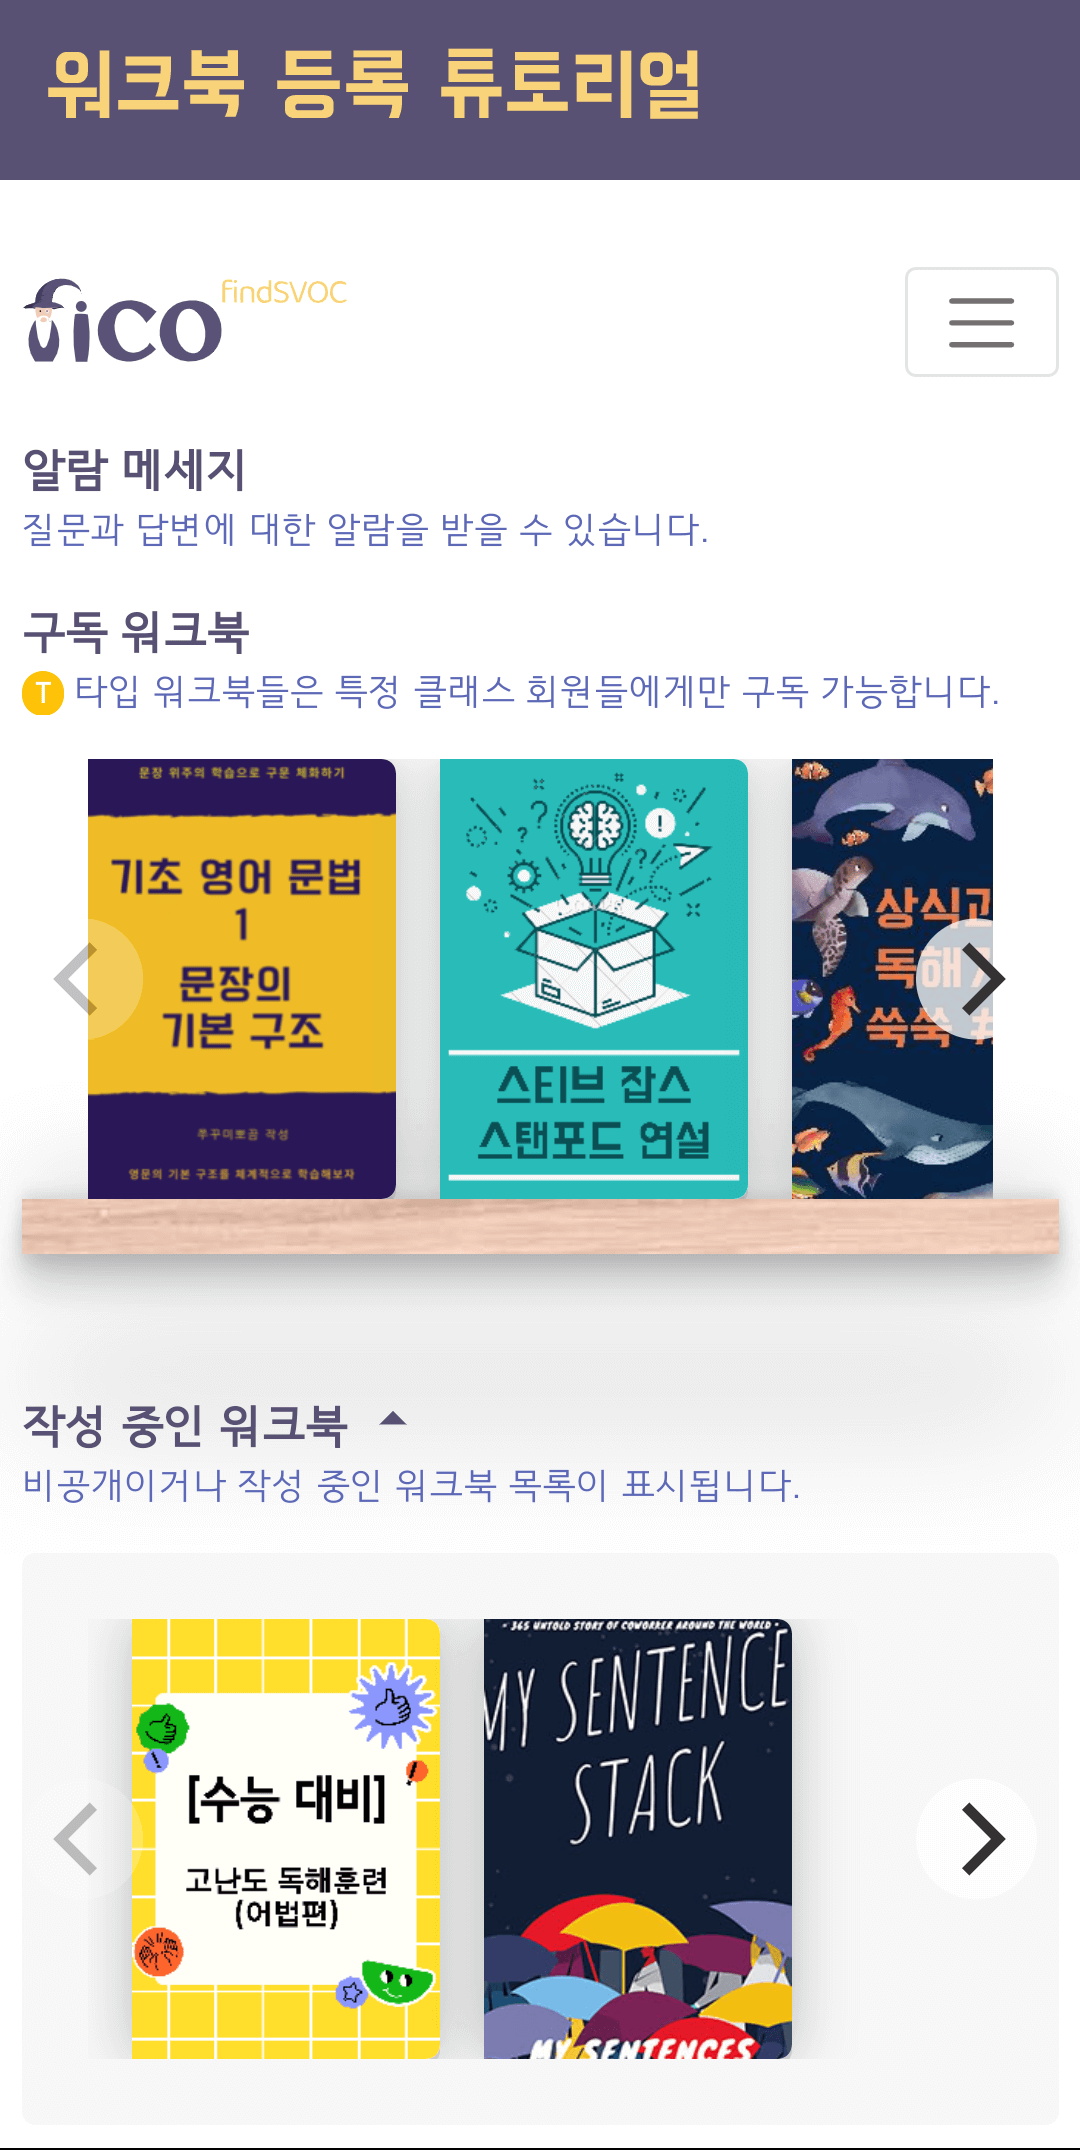 워크북 등록 튜토리얼
fico findSVOC
알람 메세지
질문과 답변에 대한 알람을 받을 수 있습니다.
구독 워크북
T 타입 워크북들은 특정 클래스 회원들에게만 구독 가능합니다.
문장 위주의 학습으로 구문 체화하기
기초 영어 문법
1
문장의
기본 구조
쭈꾸미뽀끔 작성
영문의 기본 구조를 체계적으로 학습해보자
스티브 잡스
스탠포드 연설
상식과
독해
쑥쑥 #
작성 중인 워크북
비공개이거나 작성 중인 워크북 목록이 표시됩니다.
[수능 대비]
고난도 독해훈련
(어법편)
- 365 UNTOLD STORY OF COWORKER AROUND THE WORLD -
MY SENTENCE
STACK
MY SENTENCES